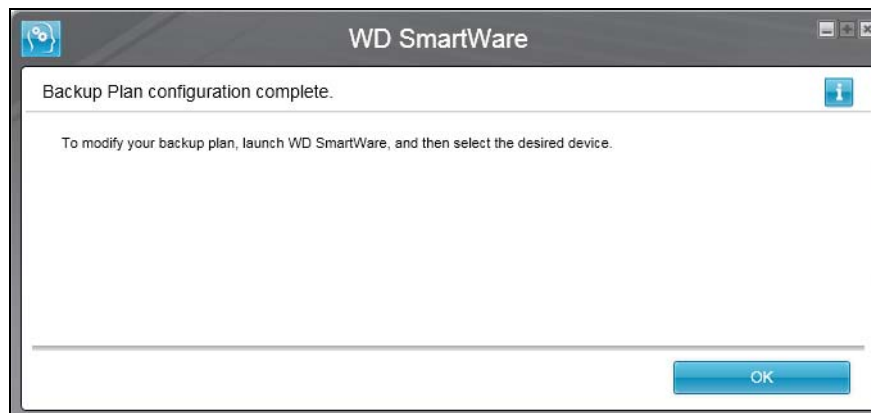 WD SmartWare
Backup Plan configuration complete.
To modify your backup plan, launch WD SmartWare, and then select the desired device.
OK